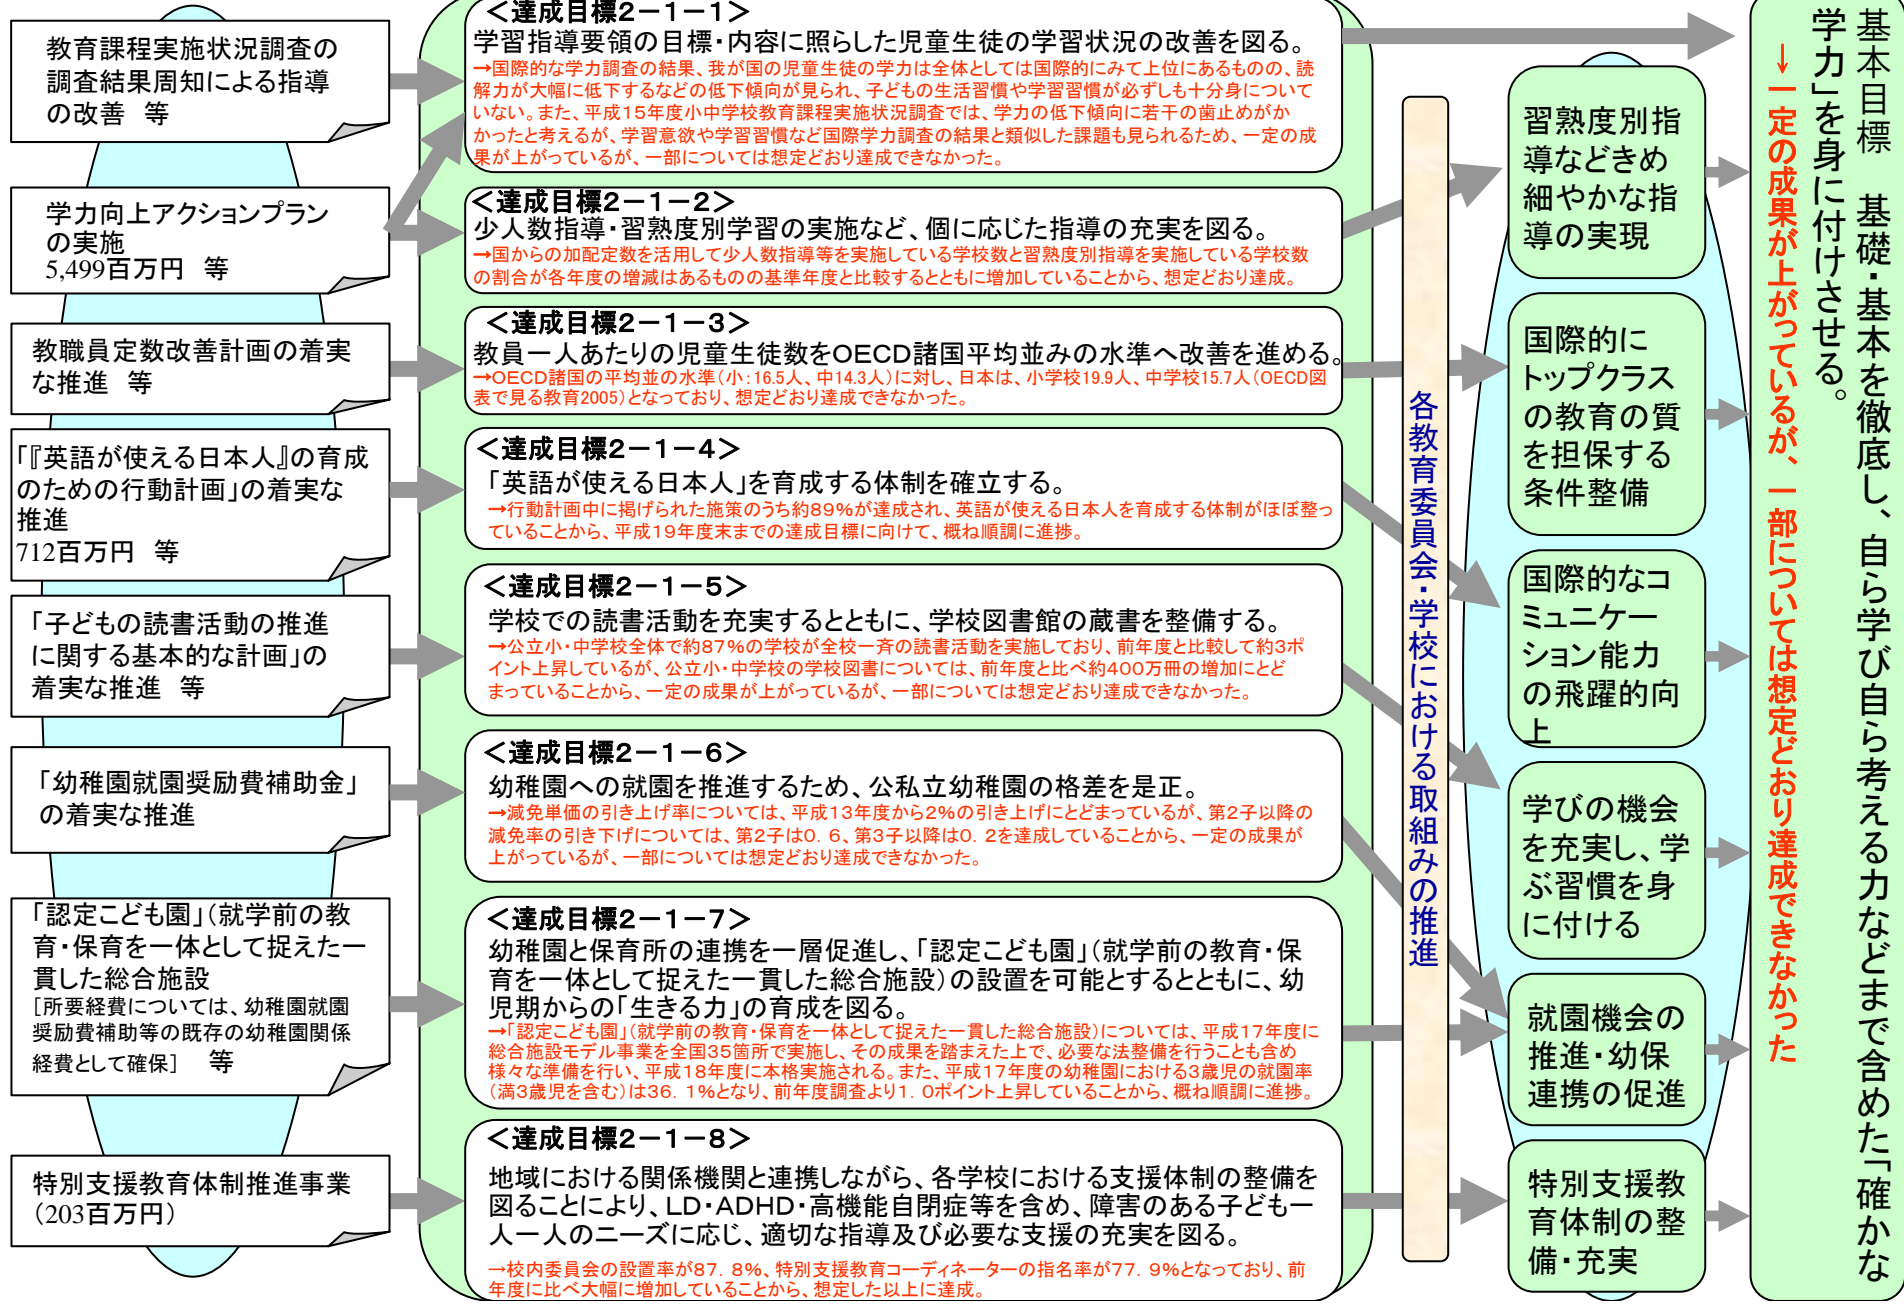 教育課程実施状況調査の
調査結果周知による指導
の改善　等
学力向上アクションプラン
の実施
5,499百万円　等
教職員定数改善計画の着実
な推進　等
「『英語が使える日本人』の育成
のための行動計画」の着実な
推進
712百万円　等
「子どもの読書活動の推進
に関する基本的な計画」の
着実な推進　等
「幼稚園就園奨励費補助金」
の着実な推進
「認定こども園」（就学前の教
育・保育を一体として捉えた一
貫した総合施設
［所要経費については、幼稚園就園
奨励費補助等の既存の幼稚園関係
経費として確保］　等
特別支援教育体制推進事業
（203百万円）
＜達成目標２－１－１＞
学習指導要領の目標・内容に照らした児童生徒の学習状況の改善を図る。
→国際的な学力調査の結果、我が国の児童生徒の学力は全体としては国際的にみて上位にあるものの、読
解力が大幅に低下するなどの低下傾向が見られ、子どもの生活習慣や学習習慣が必ずしも十分身について
いない。また、平成１５年度小中学校教育課程実施状況調査では、学力の低下傾向に若干の歯止めがか
かったと考えるが、学習意欲や学習習慣など国際学力調査の結果と類似した課題も見られるため、一定の成
果が上がっているが、一部については想定どおり達成できなかった。
＜達成目標２－１－２＞
少人数指導・習熟度別学習の実施など、個に応じた指導の充実を図る。
→国からの加配定数を活用して少人数指導等を実施している学校数と習熟度別指導を実施している学校数
の割合が各年度の増減はあるものの基準年度と比較するとともに増加していることから、想定どおり達成。
＜達成目標２－１－３＞
教員一人あたりの児童生徒数をＯＥＣＤ諸国平均並みの水準へ改善を進める。
→ＯＥＣＤ諸国の平均並の水準（小：16.5人、中14.3人）に対し、日本は、小学校19.9人、中学校15.7人（OECD図
表で見る教育2005）となっており、想定どおり達成できなかった。
＜達成目標２－１－４＞
「英語が使える日本人」を育成する体制を確立する。
→行動計画中に掲げられた施策のうち約８９％が達成され、英語が使える日本人を育成する体制がほぼ整っ
ていることから、平成１９年度末までの達成目標に向けて、概ね順調に進捗。
＜達成目標２－１－５＞
学校での読書活動を充実するとともに、学校図書館の蔵書を整備する。
→公立小・中学校全体で約８７％の学校が全校一斉の読書活動を実施しており、前年度と比較して約３ポ
イント上昇しているが、公立小・中学校の学校図書については、前年度と比べ約４００万冊の増加にとど
まっていることから、一定の成果が上がっているが、一部については想定どおり達成できなかった。
＜達成目標２－１－６＞
幼稚園への就園を推進するため、公私立幼稚園の格差を是正。
→減免単価の引き上げ率については、平成１３年度から２％の引き上げにとどまっているが、第２子以降の
減免率の引き下げについては、第２子は０．６、第３子以降は０．２を達成していることから、一定の成果が
上がっているが、一部については想定どおり達成できなかった。
＜達成目標２－１－７＞
幼稚園と保育所の連携を一層促進し、「認定こども園」（就学前の教育・保
育を一体として捉えた一貫した総合施設）の設置を可能とするとともに、幼
児期からの「生きる力」の育成を図る。
→「認定こども園」（就学前の教育・保育を一体として捉えた一貫した総合施設）については、平成１７年度に
総合施設モデル事業を全国３５箇所で実施し、その成果を踏まえた上で、必要な法整備を行うことも含め
様々な準備を行い、平成１８年度に本格実施される。また、平成１７年度の幼稚園における３歳児の就園率
（満３歳児を含む）は３６．１％となり、前年度調査より１．０ポイント上昇していることから、概ね順調に進捗。
＜達成目標２－１－８＞
地域における関係機関と連携しながら、各学校における支援体制の整備を
図ることにより、ＬＤ・ＡＤＨＤ・高機能自閉症等を含め、障害のある子ども一
人一人のニーズに応じ、適切な指導及び必要な支援の充実を図る。
→校内委員会の設置率が８７．８％、特別支援教育コーディネーターの指名率が７７．９％となっており、前
年度に比べ大幅に増加していることから、想定した以上に達成。
各教育委員会・学校における取組みの推進
習熟度別指
導などきめ
細やかな指
導の実現
国際的に
トップクラス
の教育の質
を担保する
条件整備
国際的なコ
ミュニケー
ション能力
の飛躍的向
上
学びの機会
を充実し、学
ぶ習慣を身
に付ける
就園機会の
推進・幼保
連携の促進
特別支援教
育体制の整
備・充実
基本目標　基礎・基本を徹底し、自ら学び自ら考える力などまで含めた「確かな
学力」を身に付けさせる。
→一定の成果が上がっているが、一部については想定どおり達成できなかった